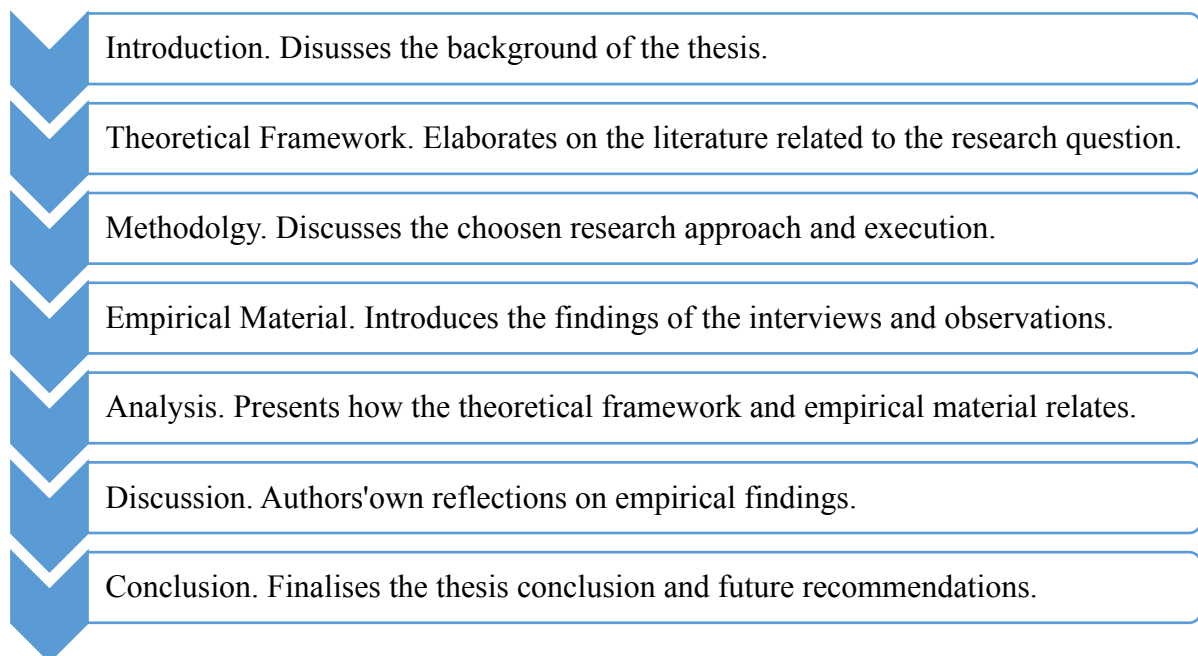 Introduction. Disusses the background of the thesis.
Theoretical Framework. Elaborates on the literature related to the research question.
Methodolgy. Discusses the choosen research approach and execution.
Empirical Material. Introduces the findings of the interviews and observations.
Analysis. Presents how the theoretical framework and empirical material relates.
Discussion. Authors'own reflections on empirical findings.
Conclusion. Finalises the thesis conclusion and future recommendations.